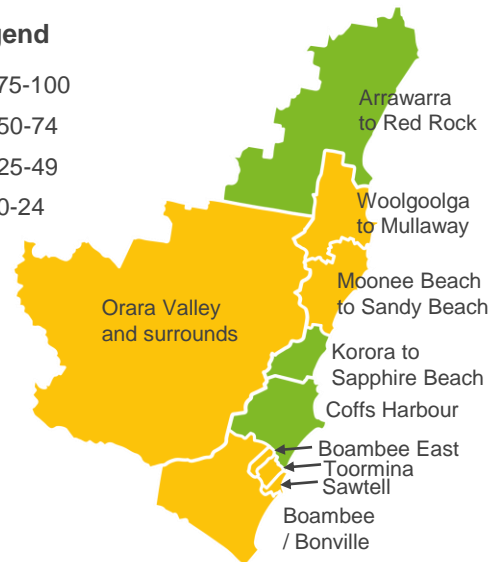 egend
75-100
50-74
25-49
0-24
Arrawarra
to Red Rock
Woolgoolga
to Mullaway
Moonee Beach
to Sandy Beach
Orara Valley
and surrounds
Korora to
Sapphire Beach
Coffs Harbour
Boambee East
Toormina
Sawtell
Boambee
/ Bonville